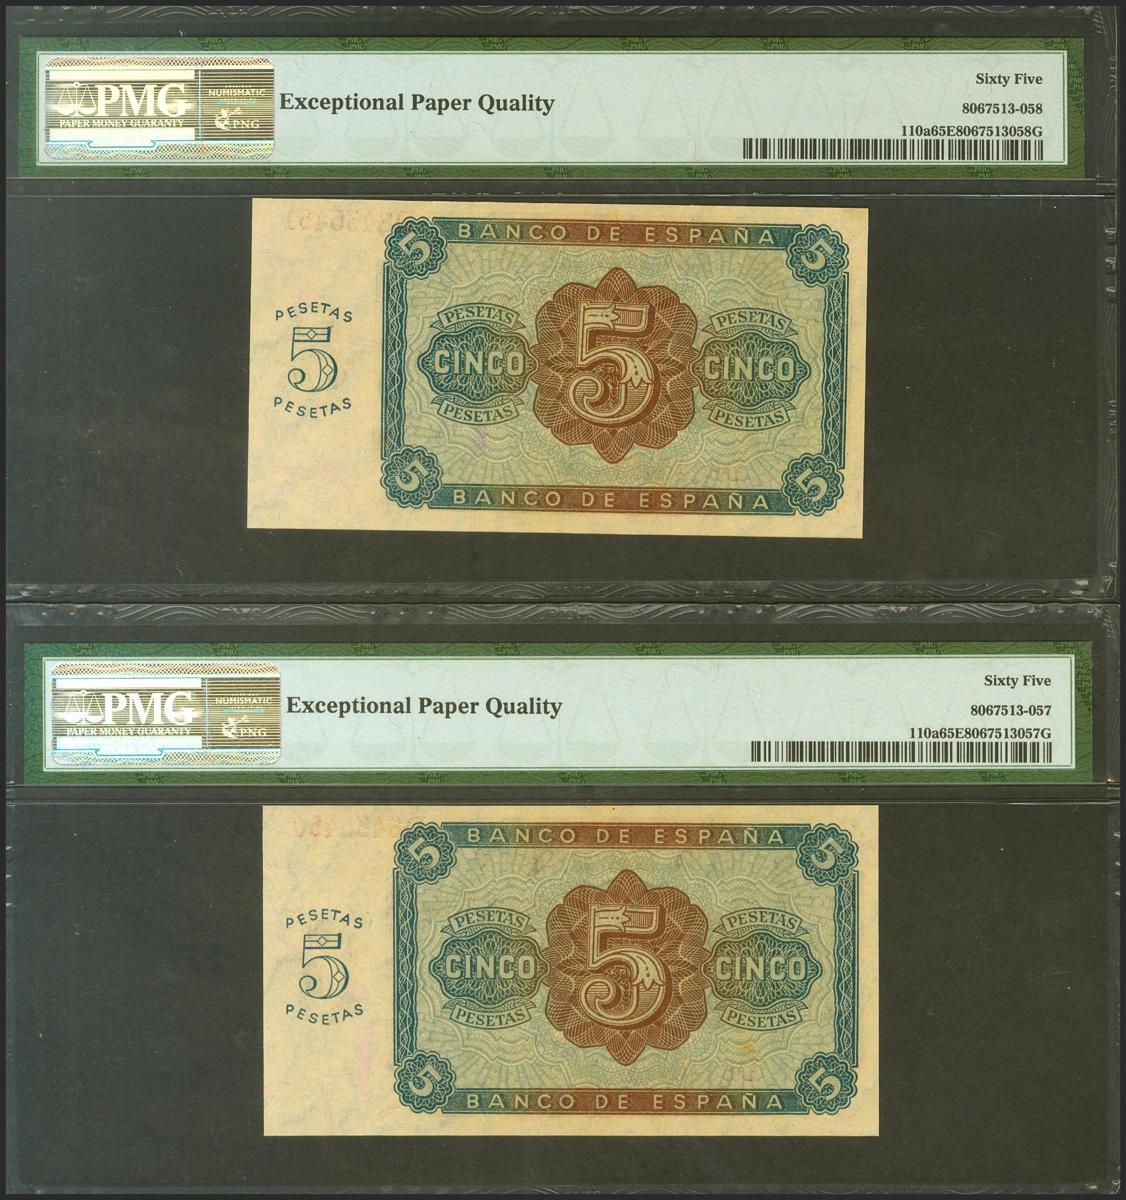 PMG
PAPER MONEY GUARANTY
NUMISMATIC
PNG
Exceptional Paper Quality
Sixty Five
8067513-058
110a65E8067513058G
5 BANCO DE ESPAÑA 5
PESETAS
5
PESETAS
PESETAS
CINCO
PESETAS
5
PESETAS
CINCO
PESETAS
5 BANCO DE ESPAÑA 5
PMG
PAPER MONEY GUARANTY
NUMISMATIC
PNG
Exceptional Paper Quality
Sixty Five
8067513-057
110a65E8067513057G
5 BANCO DE ESPAÑA 5
PESETAS
5
PESETAS
PESETAS
CINCO
PESETAS
5
PESETAS
CINCO
PESETAS
5 BANCO DE ESPAÑA 5